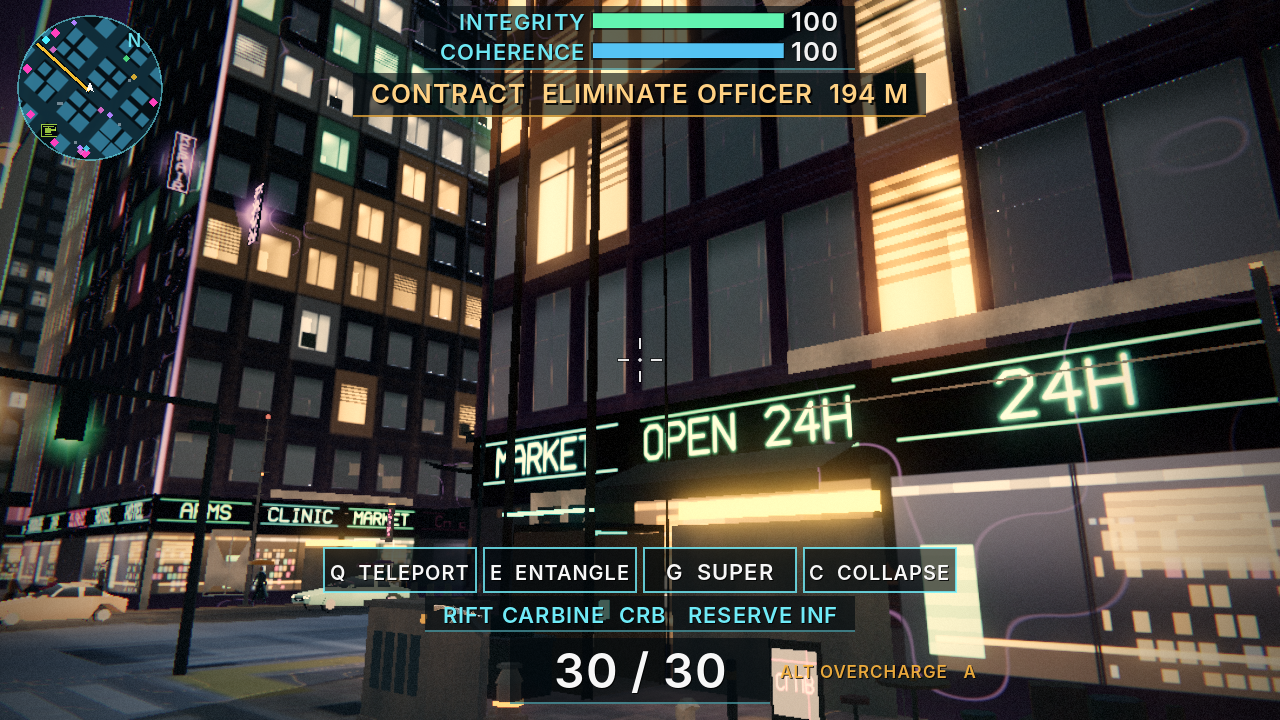 N
INTEGRITY 100
COHERENCE 100
CONTRACT ELIMINATE OFFICER 194 M
MARKET
OPEN 24H
24H
ARMS
CLINIC
MARKET
Q TELEPORT
E ENTANGLE
G SUPER
C COLLAPSE
RIFT CARBINE CRB RESERVE INF
30 / 30
ALT OVERCHARGE A